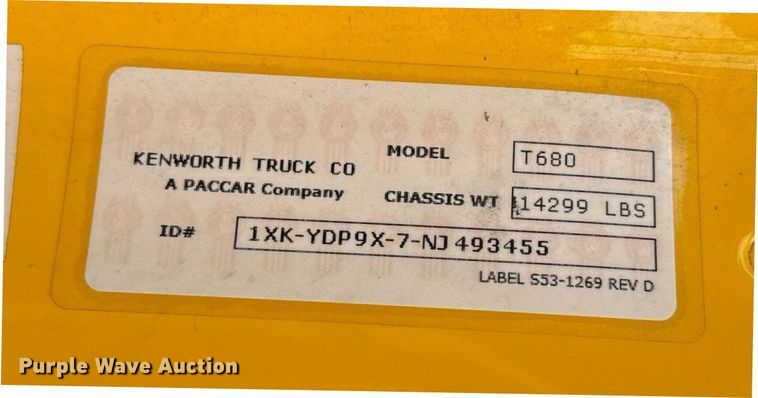 KENWORTH TRUCK CO
A PACCAR Company
MODEL T680
CHASSIS WT 14299 LBS
ID# 1XK-YDP9X-7-NJ493455
LABEL S53-1269 REV D
Purple Wave Auction